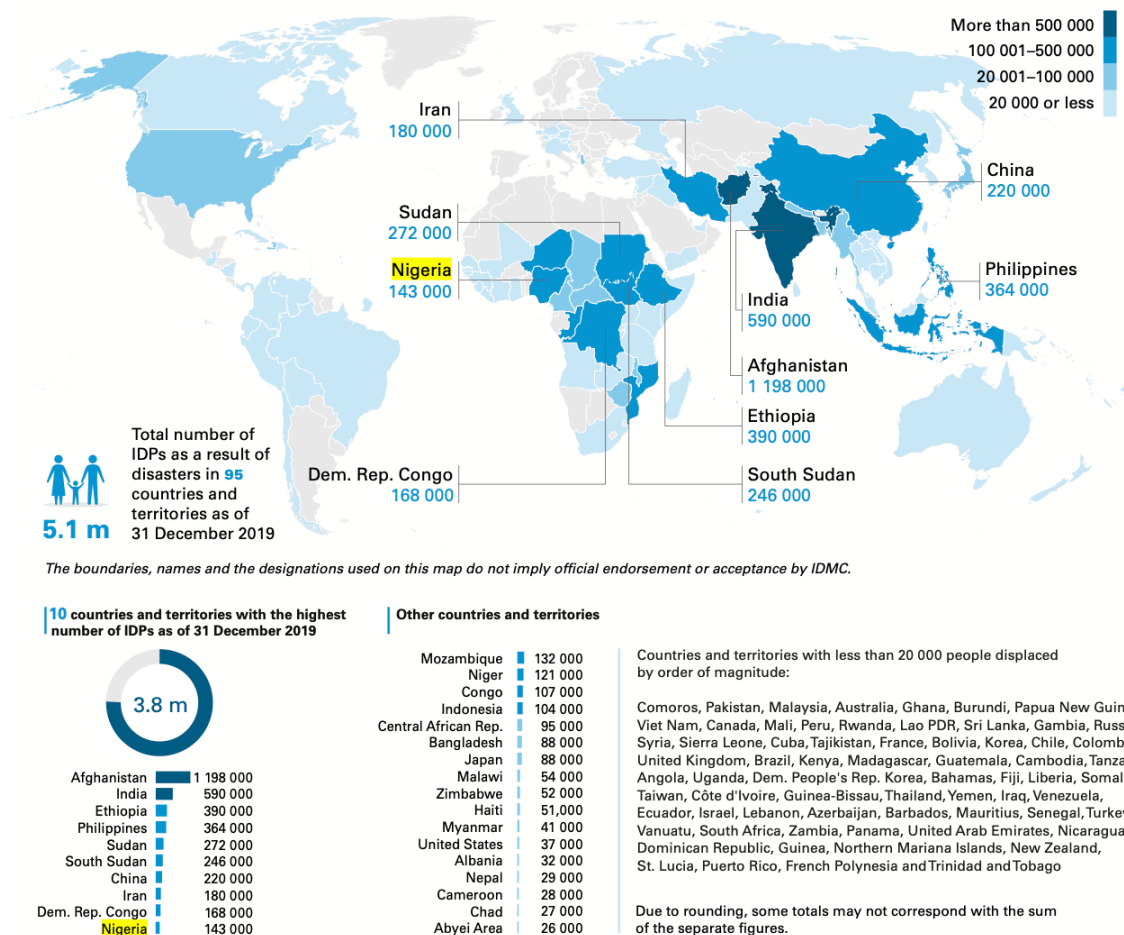 More than 500 000
100 001–500 000
20 001–100 000
20 000 or less
Iran
180 000
China
220 000
Sudan
272 000
Nigeria
143 000
Philippines
364 000
India
590 000
Afghanistan
1 198 000
Ethiopia
390 000
Dem. Rep. Congo
168 000
South Sudan
246 000
Total number of
IDPs as a result of
disasters in 95
countries and
territories as of
31 December 2019
5.1 m
The boundaries, names and the designations used on this map do not imply official endorsement or acceptance by IDMC.
10 countries and territories with the highest
number of IDPs as of 31 December 2019
3.8 m
Afghanistan 1 198 000
India 590 000
Ethiopia 390 000
Philippines 364 000
Sudan 272 000
South Sudan 246 000
China 220 000
Iran 180 000
Dem. Rep. Congo 168 000
Nigeria 143 000
Other countries and territories
Mozambique 132 000
Niger 121 000
Congo 107 000
Indonesia 104 000
Central African Rep. 95 000
Bangladesh 88 000
Japan 88 000
Malawi 54 000
Zimbabwe 52 000
Haiti 51,000
Myanmar 41 000
United States 37 000
Albania 32 000
Nepal 29 000
Cameroon 28 000
Chad 27 000
Abyei Area 26 000
Countries and territories with less than 20 000 people displaced
by order of magnitude:
Comoros, Pakistan, Malaysia, Australia, Ghana, Burundi, Papua New Guin
Viet Nam, Canada, Mali, Peru, Rwanda, Lao PDR, Sri Lanka, Gambia, Russ
Syria, Sierra Leone, Cuba, Tajikistan, France, Bolivia, Korea, Chile, Colomb
United Kingdom, Brazil, Kenya, Madagascar, Guatemala, Cambodia, Tanza
Angola, Uganda, Dem. People's Rep. Korea, Bahamas, Fiji, Liberia, Somal
Taiwan, Côte d'Ivoire, Guinea-Bissau, Thailand, Yemen, Iraq, Venezuela,
Ecuador, Israel, Lebanon, Azerbaijan, Barbados, Mauritius, Senegal, Turke
Vanuatu, South Africa, Zambia, Panama, United Arab Emirates, Nicaragua
Dominican Republic, Guinea, Northern Mariana Islands, New Zealand,
St. Lucia, Puerto Rico, French Polynesia and Trinidad and Tobago
Due to rounding, some totals may not correspond with the sum
of the separate figures.